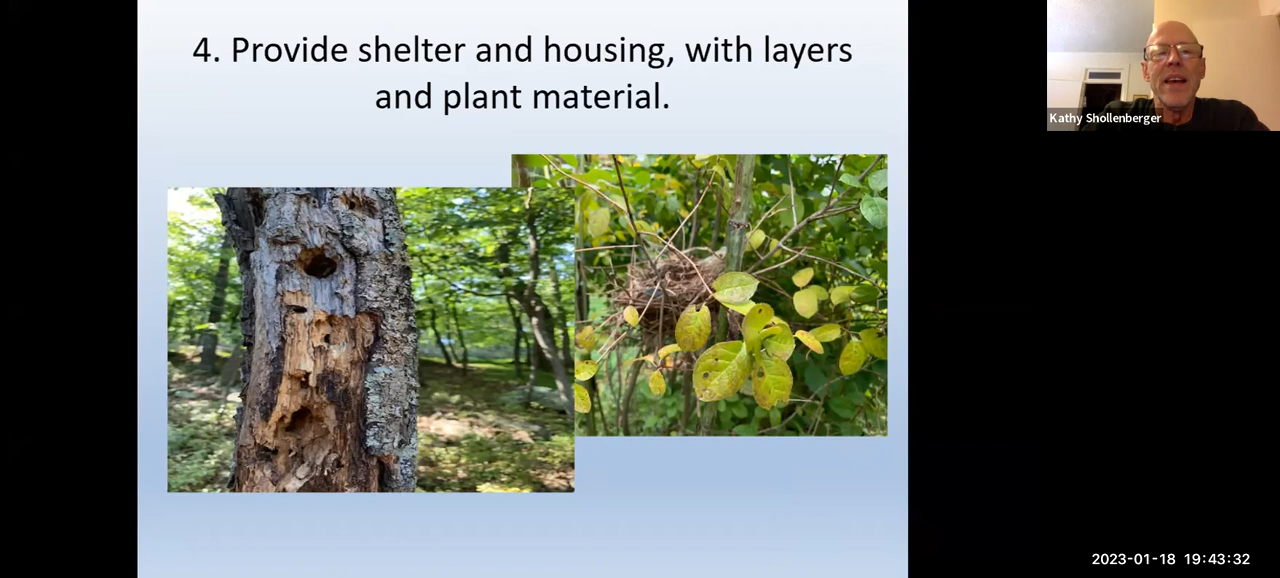 4. Provide shelter and housing, with layers
and plant material.
Kathy Shollenberger
2023-01-18 19:43:32